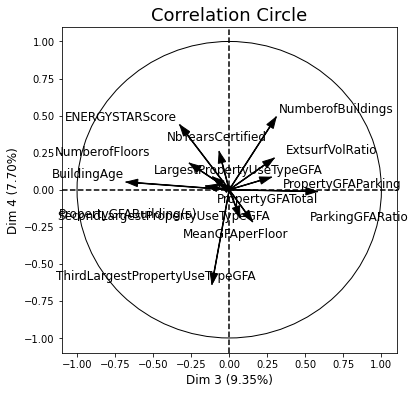 Correlation Circle
1.00
0.75
NumberofBuildings
ENERGYSTARScore
0.50
NbYearsCertified
NumberofFloors
ExtsurfVolRatio
0.25
LargestPropertyUseTypeGFA
BuildingAge
PropertyGFAParking
0.00
PropertyGFATotal
PropertyGFABuilding(s)
SecondLargestPropertyUseTypeGFA
ParkingGFARatio
−0.25
MeanGFAperFloor
−0.50
ThirdLargestPropertyUseTypeGFA
−0.75
−1.00
−1.00 −0.75 −0.50 −0.25 0.00 0.25 0.50 0.75 1.00
Dim 3 (9.35%)
Dim 4 (7.70%)